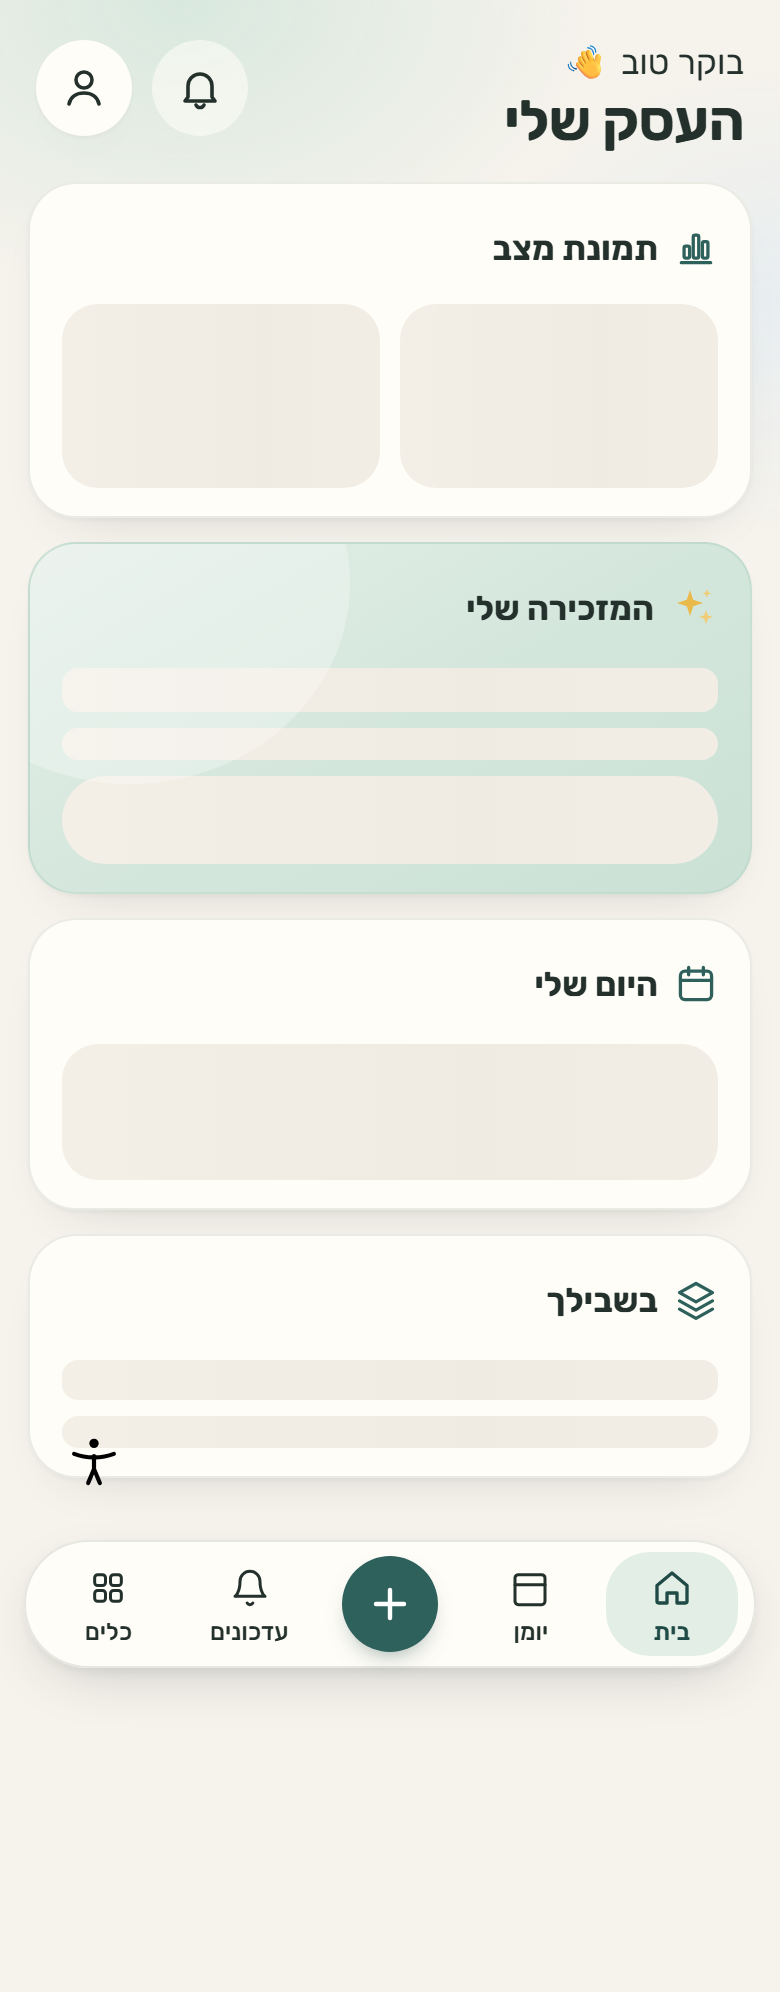 בוקר טוב 👋
העסק שלי
תמונת מצב
המזכירה שלי
היום שלי
בשבילך
בית
יומן
עדכונים
כלים